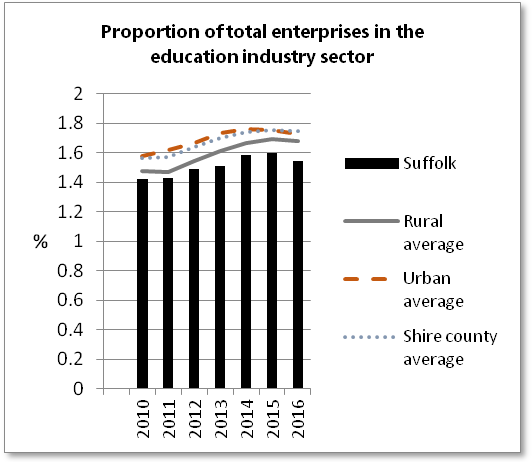 Proportion of total enterprises in the
education industry sector
2
1.8
1.6
1.4
1.2
1
0.8
0.6
0.4
0.2
0
%
2010
2011
2012
2013
2014
2015
2016
Suffolk
Rural
average
Urban
average
Shire county
average